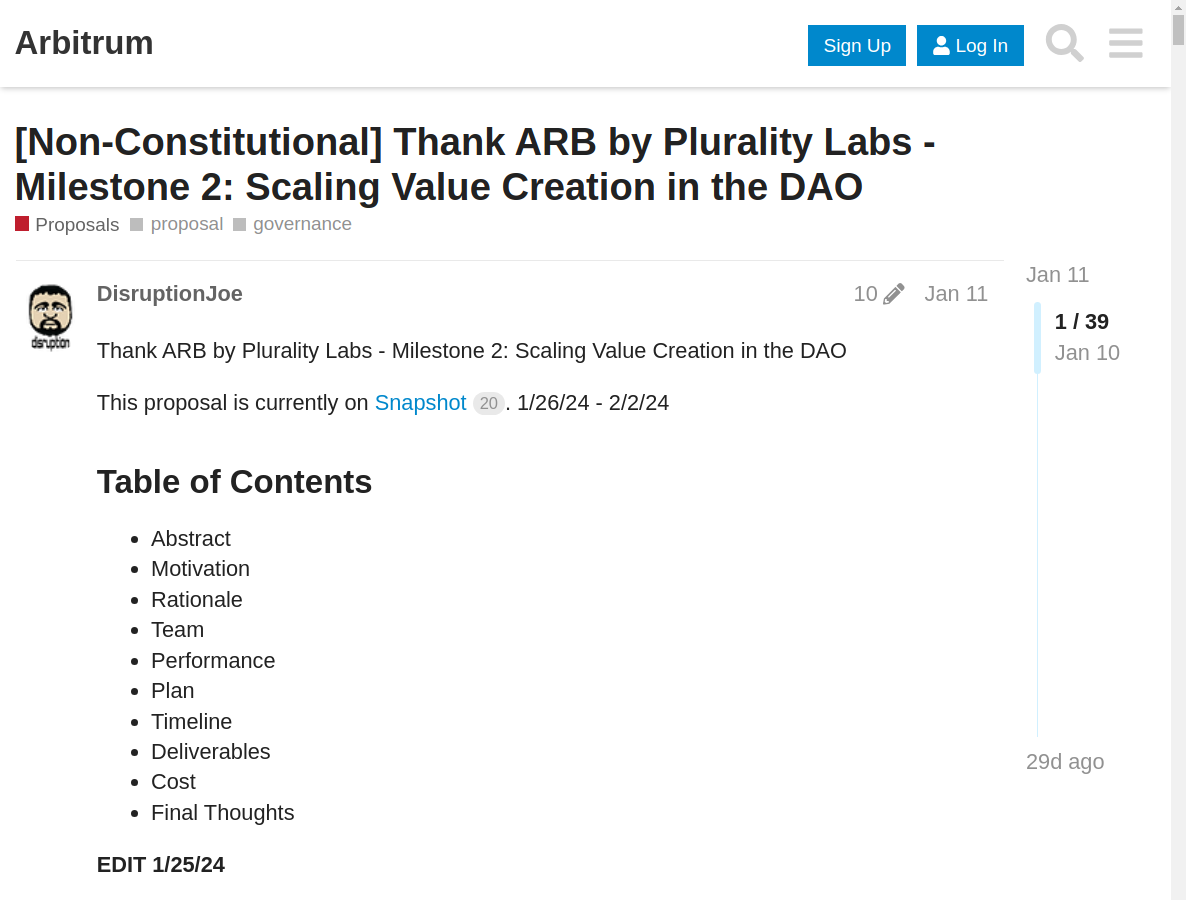 Arbitrum
Sign Up
Log In
[Non-Constitutional] Thank ARB by Plurality Labs -
Milestone 2: Scaling Value Creation in the DAO
Proposals proposal governance
DisruptionJoe
10
Jan 11
disruption
Thank ARB by Plurality Labs - Milestone 2: Scaling Value Creation in the DAO
This proposal is currently on Snapshot 20. 1/26/24 - 2/2/24
Table of Contents
• Abstract
• Motivation
• Rationale
• Team
• Performance
• Plan
• Timeline
• Deliverables
• Cost
• Final Thoughts
EDIT 1/25/24
Jan 11
1 / 39
Jan 10
29d ago